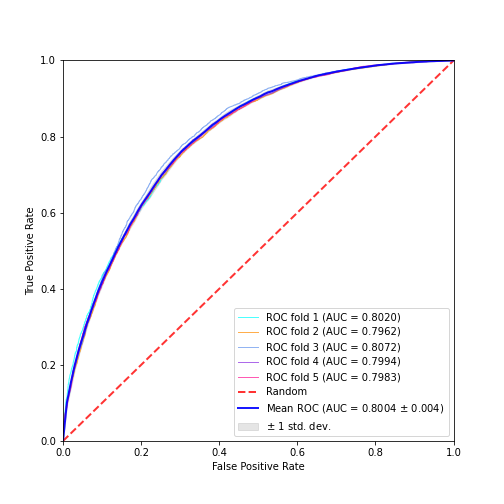 1.0
0.8
0.6
0.4
0.2
0.0
True Positive Rate
ROC fold 1 (AUC = 0.8020)
ROC fold 2 (AUC = 0.7962)
ROC fold 3 (AUC = 0.8072)
ROC fold 4 (AUC = 0.7994)
ROC fold 5 (AUC = 0.7983)
Random
Mean ROC (AUC = 0.8004 ± 0.004)
± 1 std. dev.
0.0 0.2 0.4 0.6 0.8 1.0
False Positive Rate